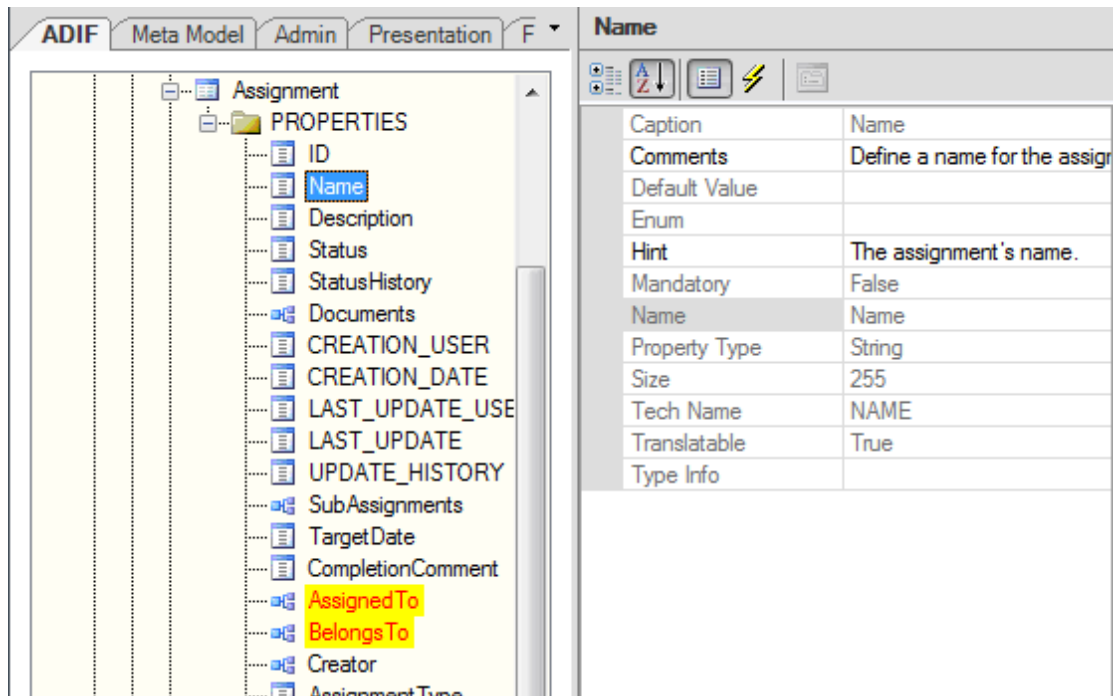 ADIF Meta Model Admin Presentation F
Assignment
PROPERTIES
ID
Name
Description
Status
StatusHistory
Documents
CREATION_USER
CREATION_DATE
LAST_UPDATE_USE
LAST_UPDATE
UPDATE_HISTORY
SubAssignments
TargetDate
CompletionComment
AssignedTo
BelongsTo
Creator
AssignmentType
Name
Caption Name
Comments Define a name for the assigr
Default Value
Enum
Hint The assignment's name.
Mandatory False
Name Name
Property Type String
Size 255
Tech Name NAME
Translatable True
Type Info